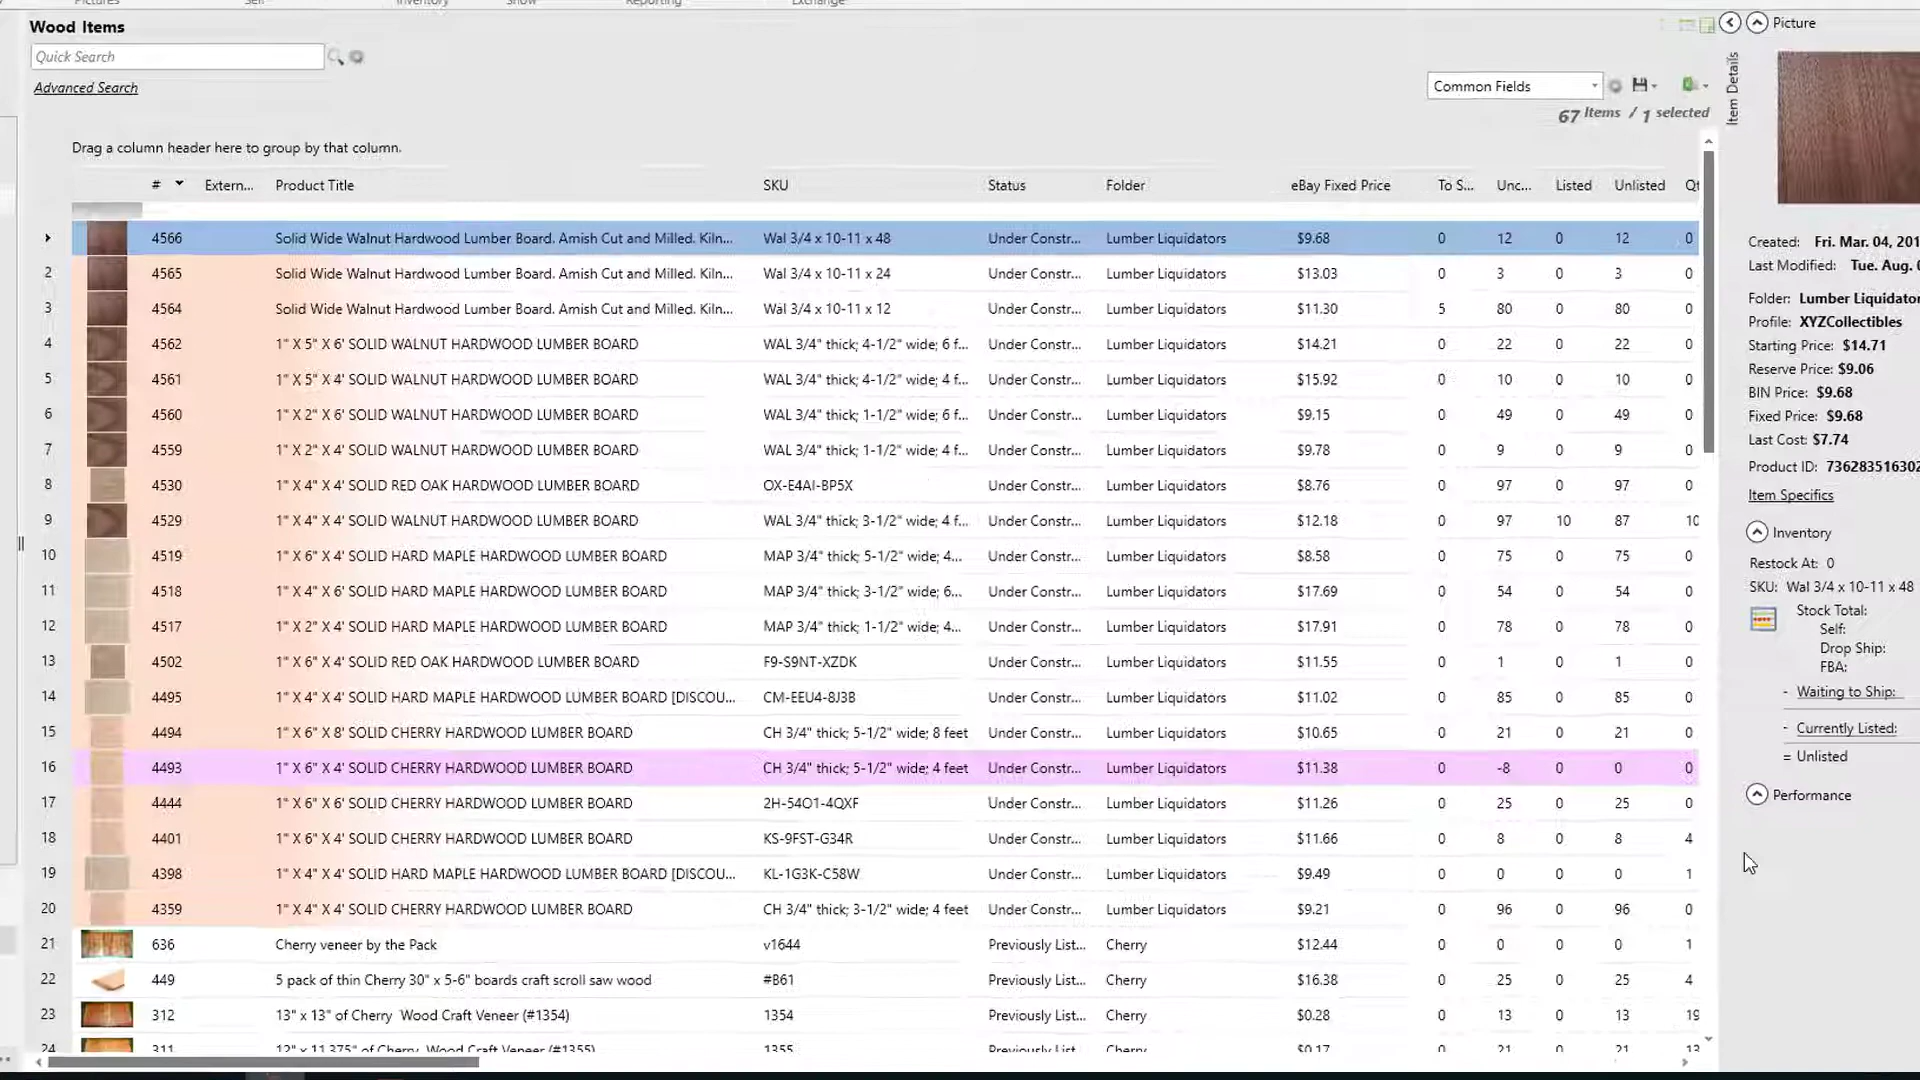 Pictures Sell Inventory Show Reporting Exchange
Wood Items
Quick Search
Advanced Search
Common Fields
67 Items / 1 selected
Drag a column header here to group by that column.
# Extern... Product Title SKU Status Folder eBay Fixed Price To S... Unc... Listed Unlisted Qt
4566 Solid Wide Walnut Hardwood Lumber Board. Amish Cut and Milled. Kiln... Wal 3/4 x 10-11 x 48 Under Constr... Lumber Liquidators $9.68 0 12 0 12 0
2 4565 Solid Wide Walnut Hardwood Lumber Board. Amish Cut and Milled. Kiln... Wal 3/4 x 10-11 x 24 Under Constr... Lumber Liquidators $13.03 0 3 0 3 0
3 4564 Solid Wide Walnut Hardwood Lumber Board. Amish Cut and Milled. Kiln... Wal 3/4 x 10-11 x 12 Under Constr... Lumber Liquidators $11.30 5 80 0 80 0
4 4562 1" X 5" X 6' SOLID WALNUT HARDWOOD LUMBER BOARD WAL 3/4" thick; 4-1/2" wide; 6 f... Under Constr... Lumber Liquidators $14.21 0 22 0 22 0
5 4561 1" X 5" X 4' SOLID WALNUT HARDWOOD LUMBER BOARD WAL 3/4" thick; 4-1/2" wide; 4 f... Under Constr... Lumber Liquidators $15.92 0 10 0 10 0
6 4560 1" X 2" X 6' SOLID WALNUT HARDWOOD LUMBER BOARD WAL 3/4" thick; 1-1/2" wide; 6 f... Under Constr... Lumber Liquidators $9.15 0 49 0 49 0
7 4559 1" X 2" X 4' SOLID WALNUT HARDWOOD LUMBER BOARD WAL 3/4" thick; 1-1/2" wide; 4 f... Under Constr... Lumber Liquidators $9.78 0 9 0 9 0
8 4530 1" X 4" X 4' SOLID RED OAK HARDWOOD LUMBER BOARD OX-E4AI-BP5X Under Constr... Lumber Liquidators $8.76 0 97 0 97 0
9 4529 1" X 4" X 4' SOLID WALNUT HARDWOOD LUMBER BOARD WAL 3/4" thick; 3-1/2" wide; 4 f... Under Constr... Lumber Liquidators $12.18 0 97 10 87 10
10 4519 1" X 6" X 4' SOLID HARD MAPLE HARDWOOD LUMBER BOARD MAP 3/4" thick; 5-1/2" wide; 4... Under Constr... Lumber Liquidators $8.58 0 75 0 75 0
11 4518 1" X 4" X 6' SOLID HARD MAPLE HARDWOOD LUMBER BOARD MAP 3/4" thick; 3-1/2" wide; 6... Under Constr... Lumber Liquidators $17.69 0 54 0 54 0
12 4517 1" X 2" X 4' SOLID HARD MAPLE HARDWOOD LUMBER BOARD MAP 3/4" thick; 1-1/2" wide; 4... Under Constr... Lumber Liquidators $17.91 0 78 0 78 0
13 4502 1" X 6" X 4' SOLID RED OAK HARDWOOD LUMBER BOARD F9-S9NT-XZDK Under Constr... Lumber Liquidators $11.55 0 1 0 1 0
14 4495 1" X 4" X 4' SOLID HARD MAPLE HARDWOOD LUMBER BOARD [DISCOU... CM-EEU4-8J3B Under Constr... Lumber Liquidators $11.02 0 85 0 85 0
15 4494 1" X 6" X 8' SOLID CHERRY HARDWOOD LUMBER BOARD CH 3/4" thick; 5-1/2" wide; 8 feet Under Constr... Lumber Liquidators $10.65 0 21 0 21 0
16 4493 1" X 6" X 4' SOLID CHERRY HARDWOOD LUMBER BOARD CH 3/4" thick; 5-1/2" wide; 4 feet Under Constr... Lumber Liquidators $11.38 0 -8 0 0 0
17 4444 1" X 6" X 6' SOLID CHERRY HARDWOOD LUMBER BOARD 2H-54O1-4QXF Under Constr... Lumber Liquidators $11.26 0 25 0 25 0
18 4401 1" X 6" X 4' SOLID CHERRY HARDWOOD LUMBER BOARD KS-9FST-G34R Under Constr... Lumber Liquidators $11.66 0 8 0 8 4
19 4398 1" X 4" X 4' SOLID HARD MAPLE HARDWOOD LUMBER BOARD [DISCOU... KL-1G3K-C58W Under Constr... Lumber Liquidators $9.49 0 0 0 0 1
20 4359 1" X 4" X 4' SOLID CHERRY HARDWOOD LUMBER BOARD CH 3/4" thick; 3-1/2" wide; 4 feet Under Constr... Lumber Liquidators $9.21 0 96 0 96 0
21 636 Cherry veneer by the Pack v1644 Previously List... Cherry $12.44 0 0 0 0 1
22 449 5 pack of thin Cherry 30" x 5-6" boards craft scroll saw wood #B61 Previously List... Cherry $16.38 0 25 0 25 4
23 312 13" x 13" of Cherry Wood Craft Veneer (#1354) 1354 Previously List... Cherry $0.28 0 13 0 13 19
24 311 12" x 11.375" of Cherry Wood Craft Veneer (#1355) 1355 Previously List... Cherry $0.17 0 21 0 21 13
Item Details
Picture
Created: Fri. Mar. 04, 201
Last Modified: Tue. Aug. 0
Folder: Lumber Liquidator
Profile: XYZCollectibles
Starting Price: $14.71
Reserve Price: $9.06
BIN Price: $9.68
Fixed Price: $9.68
Last Cost: $7.74
Product ID: 736283516302
Item Specifics
Inventory
Restock At: 0
SKU: Wal 3/4 x 10-11 x 48
Stock Total:
Self:
Drop Ship:
FBA:
- Waiting to Ship:
- Currently Listed:
= Unlisted
Performance